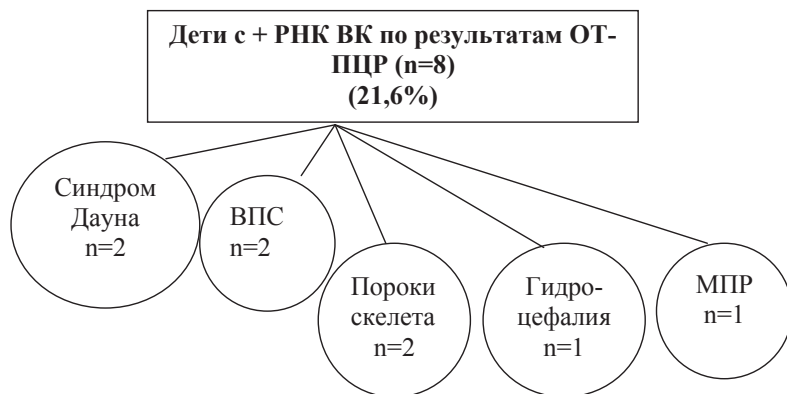 Дети с + РНК ВК по результатам ОТ-
ПЦР (n=8)
(21,6%)
Синдром
Дауна
n=2
ВПС
n=2
Пороки
скелета
n=2
Гидро-
цефалия
n=1
МПР
n=1